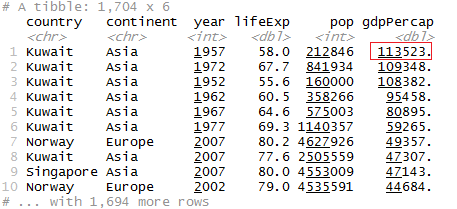 # A tibble: 1,704 x 6
country continent year lifeExp pop gdpPercap
<chr> <chr> <int> <dbl> <int> <dbl>
1 Kuwait Asia 1957 58.0 212846 113523.
2 Kuwait Asia 1972 67.7 841934 109348.
3 Kuwait Asia 1952 55.6 160000 108382.
4 Kuwait Asia 1962 60.5 358266 95458.
5 Kuwait Asia 1967 64.6 575003 80895.
6 Kuwait Asia 1977 69.3 1140357 59265.
7 Norway Europe 2007 80.2 4627926 49357.
8 Kuwait Asia 2007 77.6 2505559 47307.
9 Singapore Asia 2007 80.0 4553009 47143.
10 Norway Europe 2002 79.0 4535591 44684.
# ... with 1,694 more rows